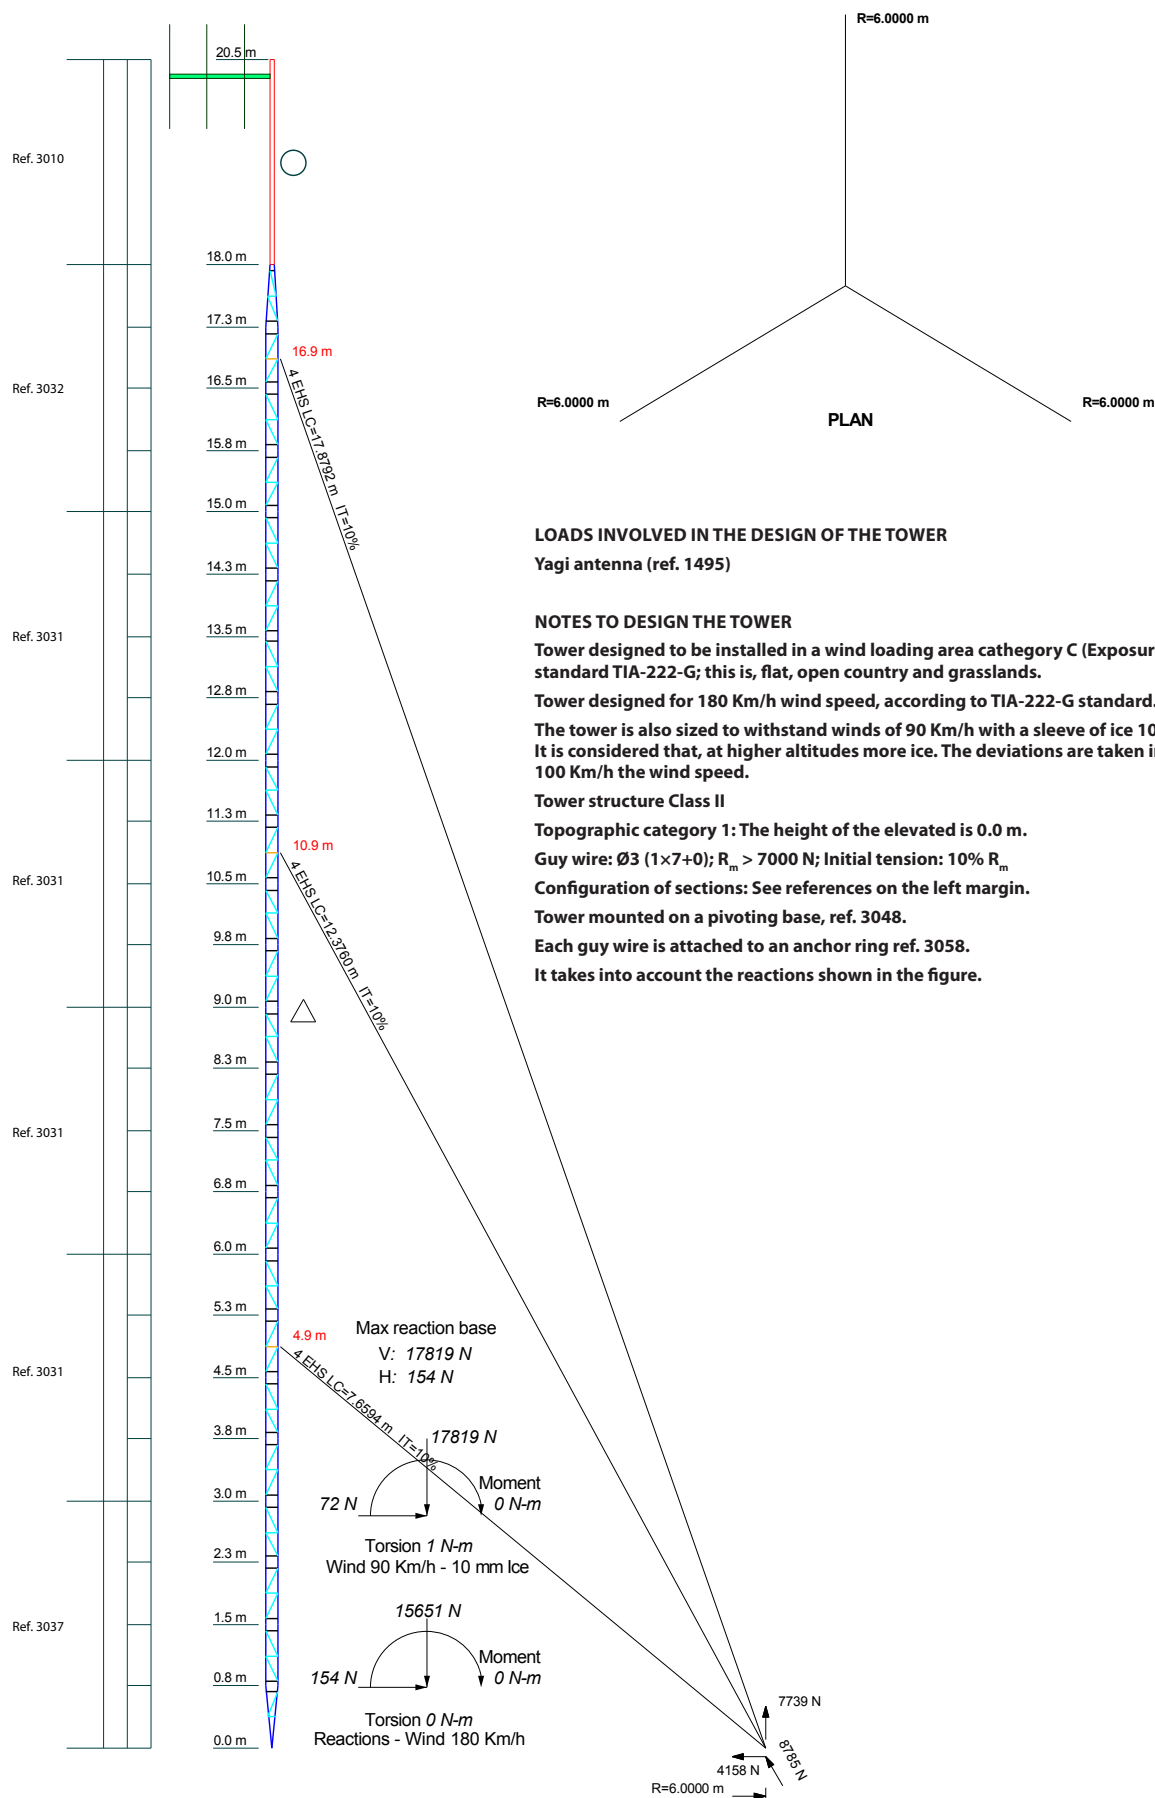 R=6.0000 m
20.5 m
Ref. 3010
18.0 m
17.3 m
16.9 m
16.5 m
4 EHS LC=17.8792 m IT=10%
Ref. 3032
R=6.0000 m
R=6.0000 m
PLAN
15.8 m
15.0 m
LOADS INVOLVED IN THE DESIGN OF THE TOWER
Yagi antenna (ref. 1495)
14.3 m
NOTES TO DESIGN THE TOWER
13.5 m
Ref. 3031
Tower designed to be installed in a wind loading area cathegory C (Exposur
standard TIA-222-G; this is, flat, open country and grasslands.
12.8 m
Tower designed for 180 Km/h wind speed, according to TIA-222-G standard.
The tower is also sized to withstand winds of 90 Km/h with a sleeve of ice 10
It is considered that, at higher altitudes more ice. The deviations are taken i
100 Km/h the wind speed.
12.0 m
Tower structure Class II
11.3 m
Topographic category 1: The height of the elevated is 0.0 m.
10.9 m
Guy wire: Ø3 (1×7+0); Rm > 7000 N; Initial tension: 10% Rm
10.5 m
4 EHS LC=12.3760 m IT=10%
Ref. 3031
Configuration of sections: See references on the left margin.
Tower mounted on a pivoting base, ref. 3048.
9.8 m
Each guy wire is attached to an anchor ring ref. 3058.
It takes into account the reactions shown in the figure.
9.0 m
8.3 m
7.5 m
Ref. 3031
6.8 m
6.0 m
5.3 m
4.9 m
Max reaction base
V: 17819 N
H: 154 N
4.5 m
4 EHS LC=7.6594 m IT=10%
Ref. 3031
3.8 m
17819 N
Moment
0 N-m
72 N
3.0 m
Torsion 1 N-m
Wind 90 Km/h - 10 mm Ice
2.3 m
15651 N
1.5 m
Ref. 3037
Moment
0 N-m
154 N
0.8 m
Torsion 0 N-m
Reactions - Wind 180 Km/h
0.0 m
7739 N
8785 N
4158 N
R=6.0000 m